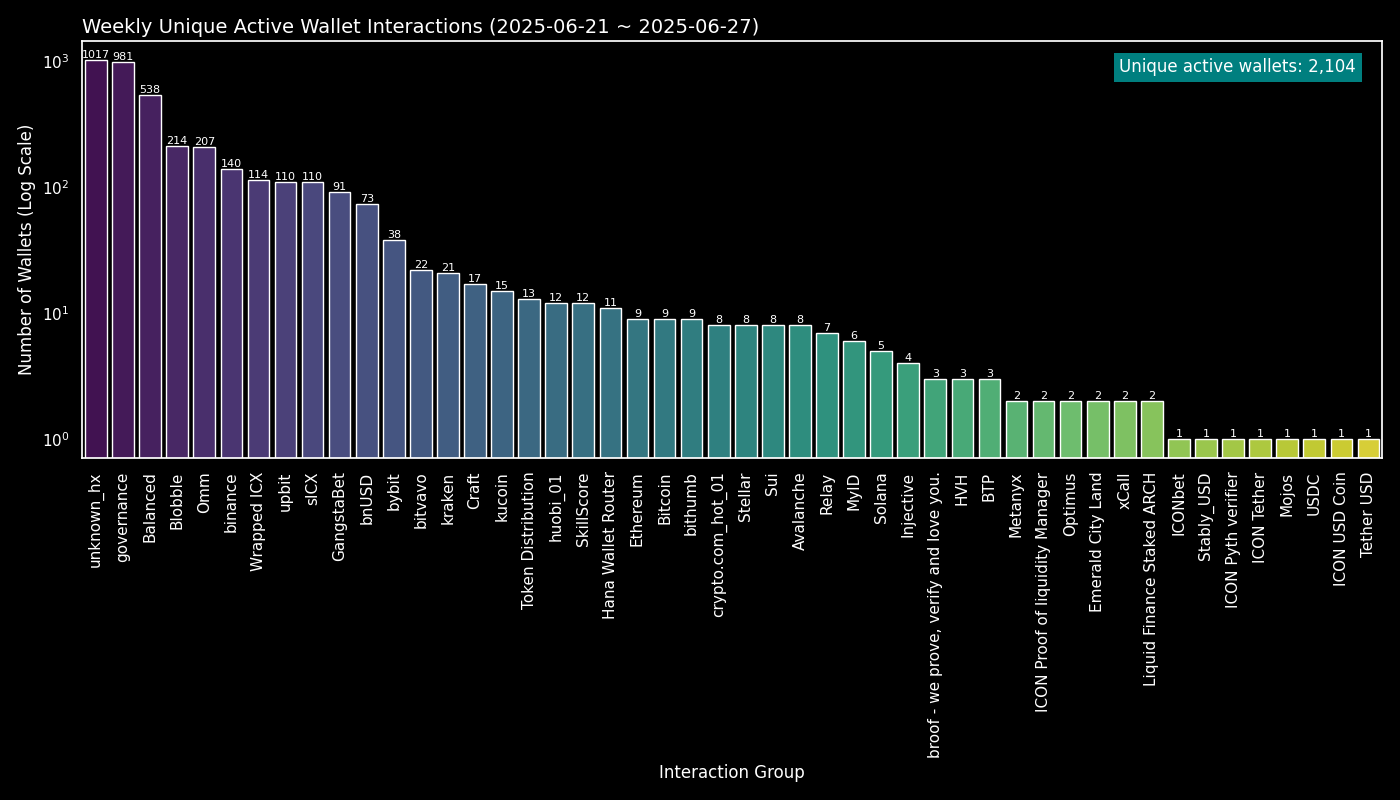 Weekly Unique Active Wallet Interactions (2025-06-21 ~ 2025-06-27)
Unique active wallets: 2,104
Number of Wallets (Log Scale)
10³
10²
10¹
10⁰
1017 981 538 214 207 140 114 110 110 91 73 38 22 21 17 15 13 12 12 11 9 9 9 8 8 8 8 7 6 5 4 3 3 3 2 2 2 2 2 2 1 1 1 1 1 1 1 1
unknown_hx
governance
Balanced
Blobble
Omm
binance
Wrapped ICX
upbit
sICX
GangstaBet
bnUSD
bybit
bitvavo
kraken
Craft
kucoin
Token Distribution
huobi_01
SkillScore
Hana Wallet Router
Ethereum
Bitcoin
bithumb
crypto.com_hot_01
Stellar
Sui
Avalanche
Relay
MyID
Solana
Injective
broof - we prove, verify and love you.
HVH
BTP
Metanyx
ICON Proof of liquidity Manager
Optimus
Emerald City Land
xCall
Liquid Finance Staked ARCH
ICONbet
Stably_USD
ICON Pyth verifier
ICON Tether
Mojos
USDC
ICON USD Coin
Tether USD
Interaction Group